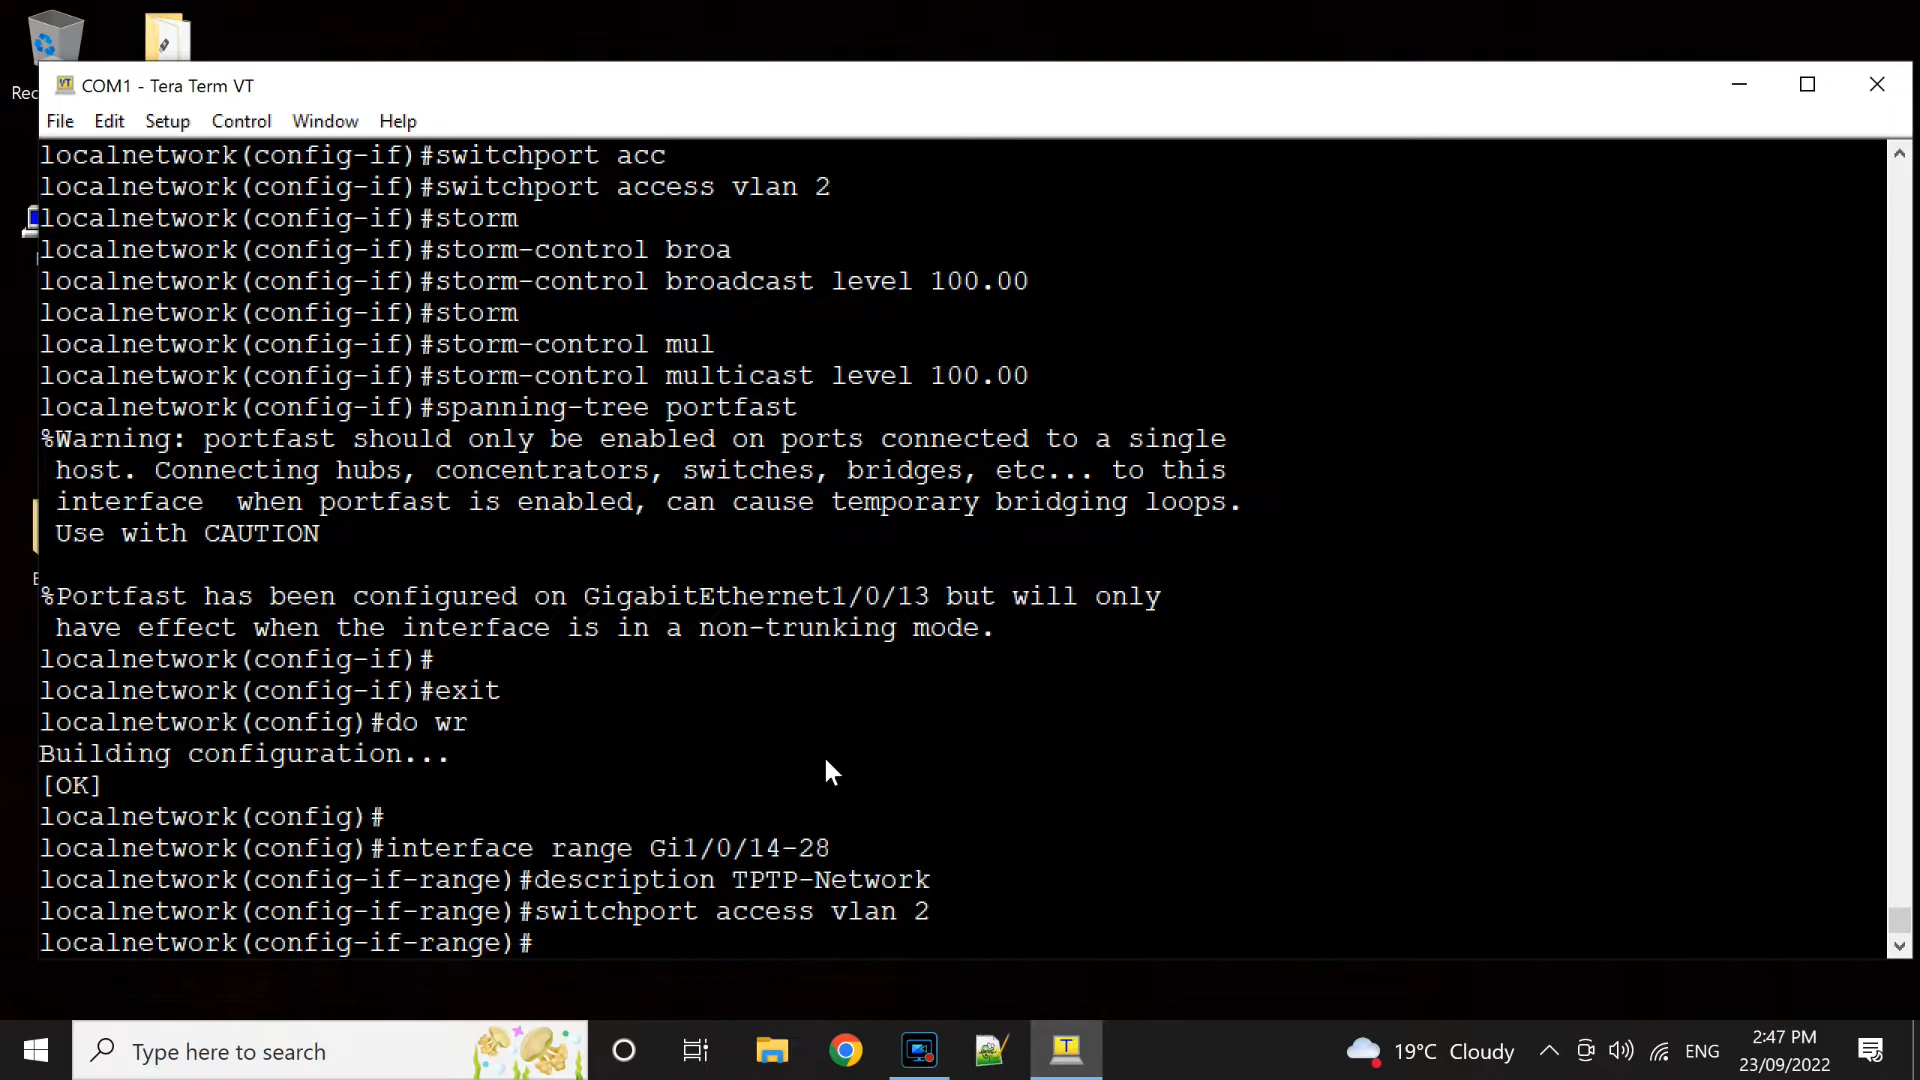 Rec
COM1 - Tera Term VT
File Edit Setup Control Window Help
localnetwork(config-if)#switchport acc
localnetwork(config-if)#switchport access vlan 2
localnetwork(config-if)#storm
localnetwork(config-if)#storm-control broa
localnetwork(config-if)#storm-control broadcast level 100.00
localnetwork(config-if)#storm
localnetwork(config-if)#storm-control mul
localnetwork(config-if)#storm-control multicast level 100.00
localnetwork(config-if)#spanning-tree portfast
%Warning: portfast should only be enabled on ports connected to a single
host. Connecting hubs, concentrators, switches, bridges, etc... to this
interface  when portfast is enabled, can cause temporary bridging loops.
Use with CAUTION
%Portfast has been configured on GigabitEthernet1/0/13 but will only
have effect when the interface is in a non-trunking mode.
localnetwork(config-if)#
localnetwork(config-if)#exit
localnetwork(config)#do wr
Building configuration...
[OK]
localnetwork(config)#
localnetwork(config)#interface range Gi1/0/14-28
localnetwork(config-if-range)#description TPTP-Network
localnetwork(config-if-range)#switchport access vlan 2
localnetwork(config-if-range)#
Type here to search
19°C Cloudy
ENG
2:47 PM
23/09/2022